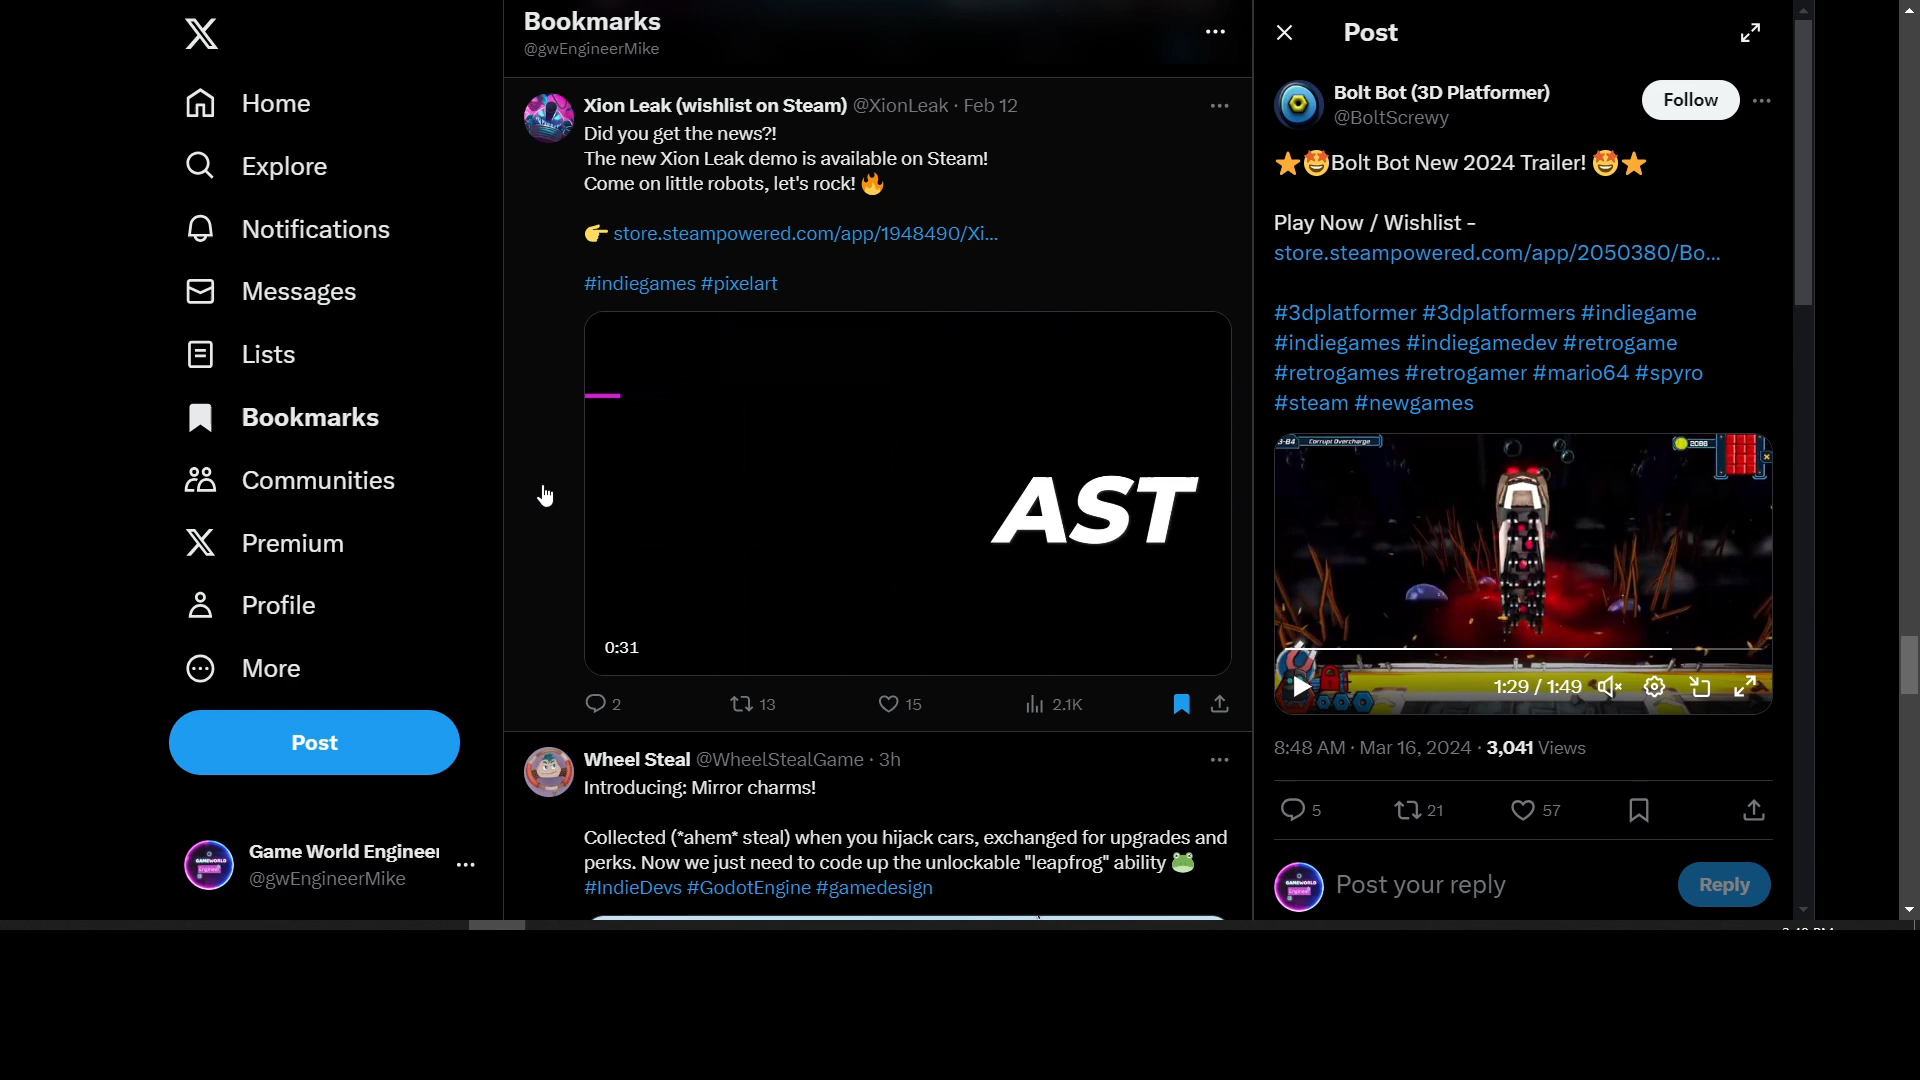 Home
Explore
Notifications
Messages
Lists
Bookmarks
Communities
Premium
Profile
More
Post
Game World Engineer
@gwEngineerMike
Bookmarks
@gwEngineerMike
Xion Leak (wishlist on Steam) @XionLeak · Feb 12
Did you get the news?!
The new Xion Leak demo is available on Steam!
Come on little robots, let's rock! 🔥
👉 store.steampowered.com/app/1948490/Xi...
#indiegames #pixelart
AST
0:31
2 13 15 2.1K
Wheel Steal @WheelStealGame · 3h
Introducing: Mirror charms!
Collected (*ahem* steal) when you hijack cars, exchanged for upgrades and
perks. Now we just need to code up the unlockable "leapfrog" ability 🐸
#IndieDevs #GodotEngine #gamedesign
Post
Bolt Bot (3D Platformer)
@BoltScrewy
Follow
⭐🤩Bolt Bot New 2024 Trailer! 🤩⭐
Play Now / Wishlist -
store.steampowered.com/app/2050380/Bo...
#3dplatformer #3dplatformers #indiegame
#indiegames #indiegamedev #retrogame
#retrogames #retrogamer #mario64 #spyro
#steam #newgames
3-B4 Corrupt Overcharge
2088
1:29 / 1:49
8:48 AM · Mar 16, 2024 · 3,041 Views
5 21 57
Post your reply
Reply